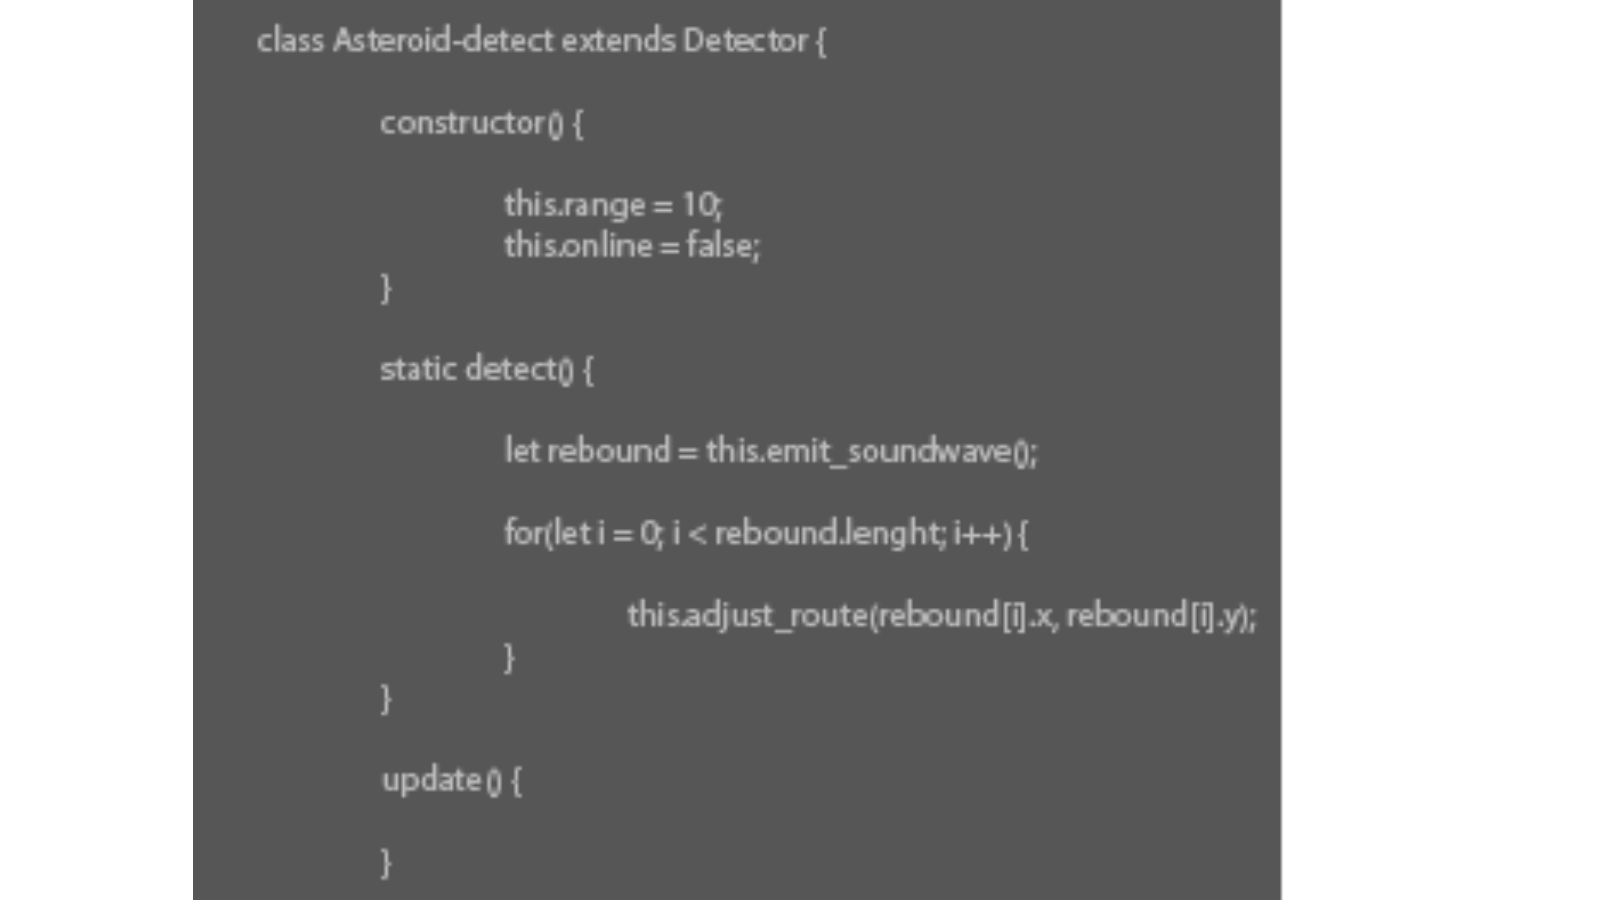 class Asteroid-detect extends Detector {
constructor() {
this.range = 10;
this.online = false;
}
static detect() {
let rebound = this.emit_soundwave();
for(let i = 0; i < rebound.lenght; i++) {
this.adjust_route(rebound[i].x, rebound[i].y);
}
}
update() {
}